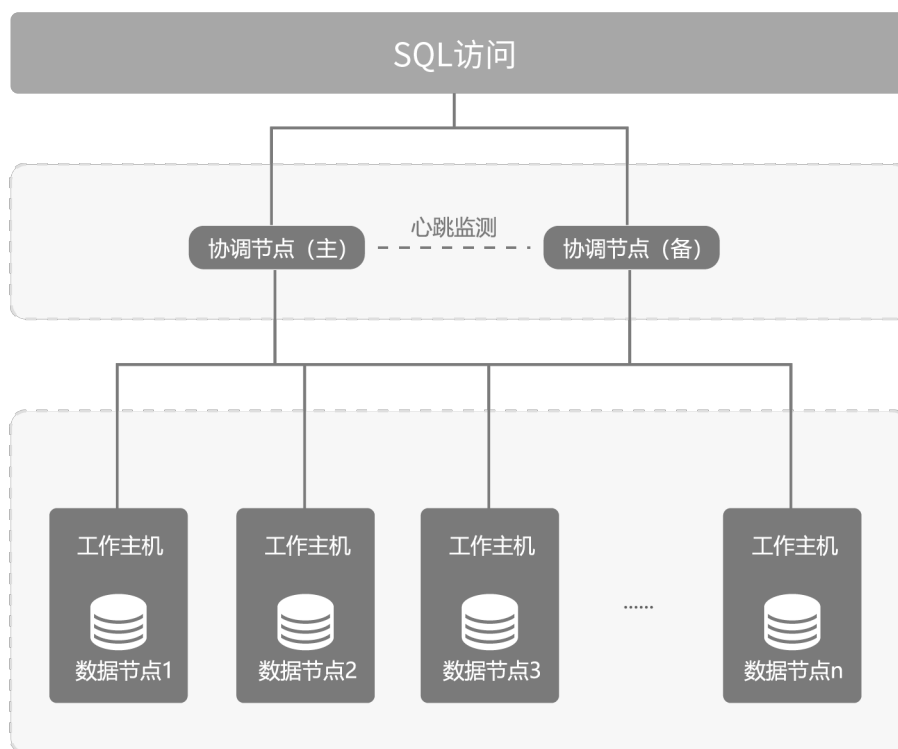 SQL访问
心跳监测
协调节点（主）
协调节点（备）
工作主机
工作主机
工作主机
工作主机
......
数据节点1
数据节点2
数据节点3
数据节点n